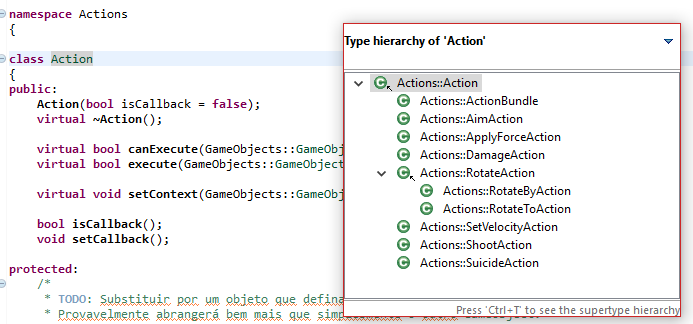 namespace Actions
{
class Action
{
public:
Action(bool isCallback = false);
virtual ~Action();
virtual bool canExecute(GameObjects::GameOb
virtual bool execute(GameObjects::GameObject
virtual void setContext(GameObjects::GameObj
bool isCallback();
void setCallback();
protected:
/*
* TODO: Substituir por um objeto que defina
* Provavelmente abrangerá bem mais que
Type hierarchy of 'Action'
Actions::Action
Actions::ActionBundle
Actions::AimAction
Actions::ApplyForceAction
Actions::DamageAction
Actions::RotateAction
Actions::RotateByAction
Actions::RotateToAction
Actions::SetVelocityAction
Actions::ShootAction
Actions::SuicideAction
Press 'Ctrl+T' to see the supertype hierarchy